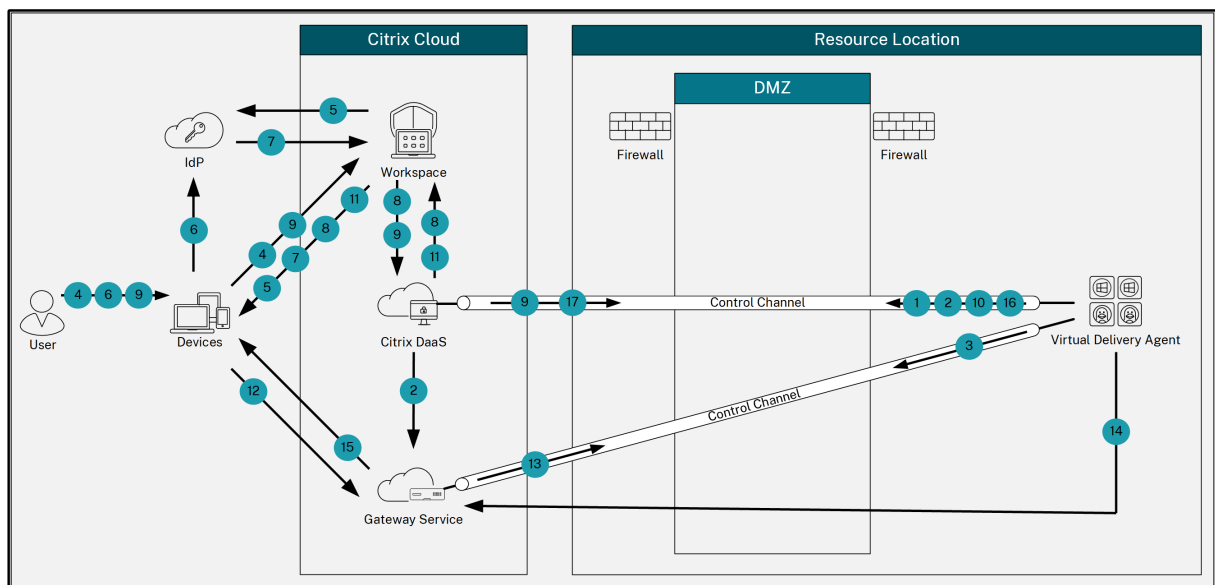 Citrix Cloud
Resource Location
DMZ
5
7
IdP
Workspace
Firewall
Firewall
11
8
9
8
7
4
5
6
8
9
11
4 6 9
User
Devices
Citrix DaaS
9 17
Control Channel
1 2 10 16
Virtual Delivery Agent
3
2
Control Channel
12
15
13
14
Gateway Service